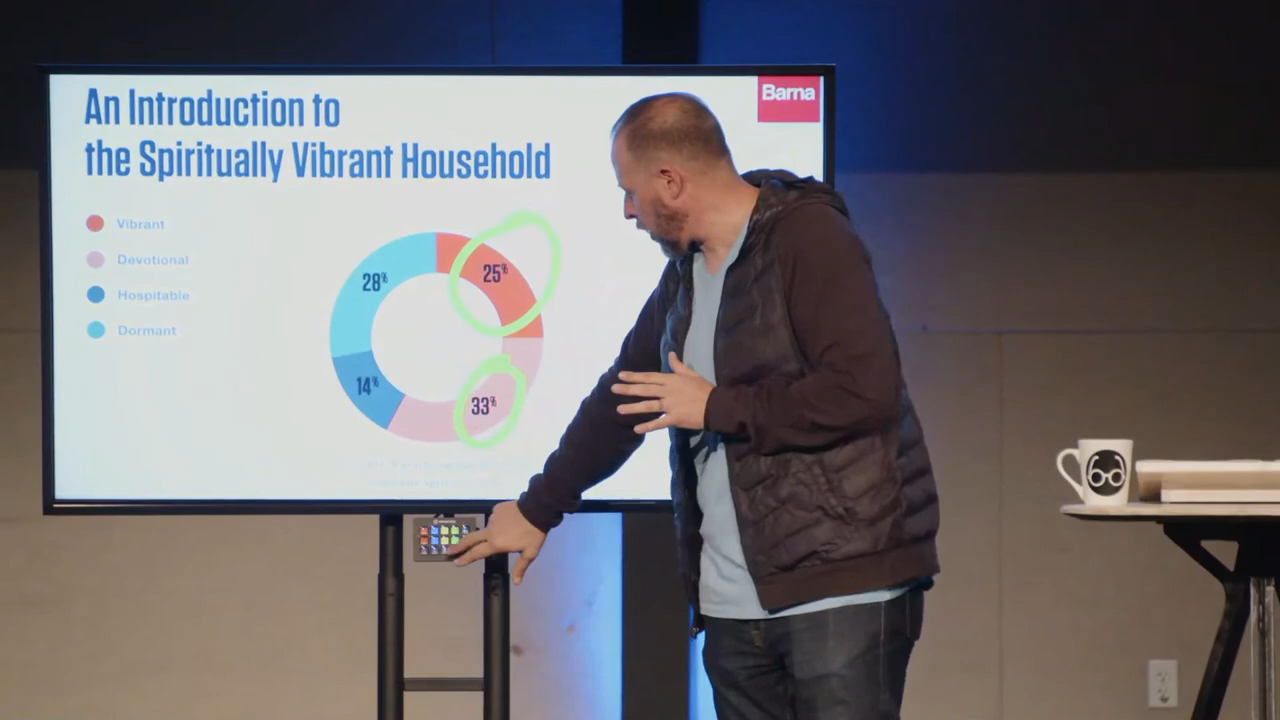 An Introduction to
the Spiritually Vibrant Household
Barna
Vibrant
Devotional
Hospitable
Dormant
28%
25%
14%
33%